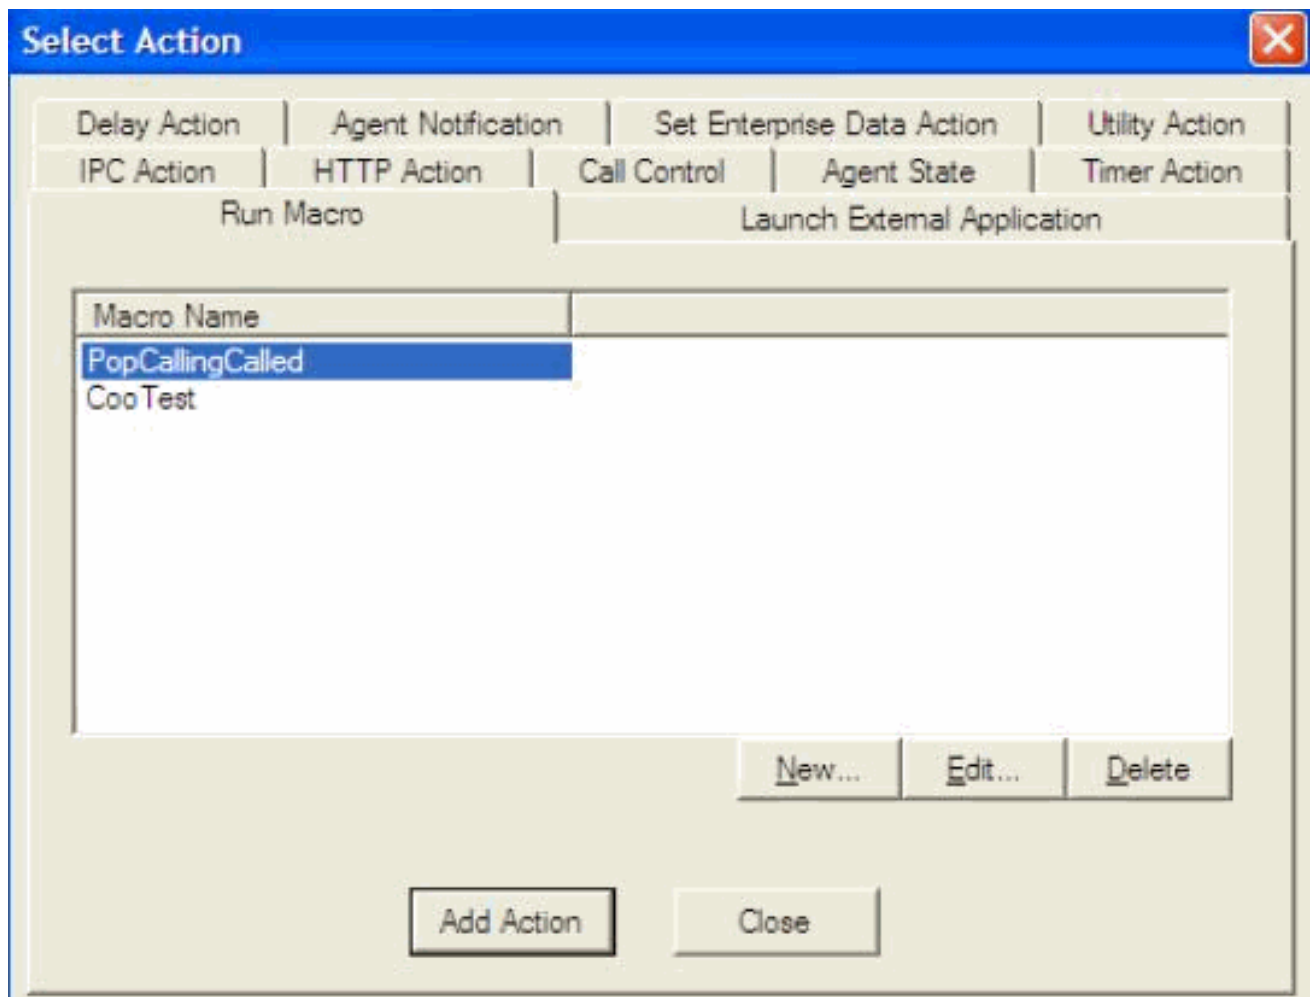 Select Action
Delay Action Agent Notification Set Enterprise Data Action Utility Action
IPC Action HTTP Action Call Control Agent State Timer Action
Run Macro Launch External Application
Macro Name
PopCallingCalled
CooTest
New... Edit... Delete
Add Action Close